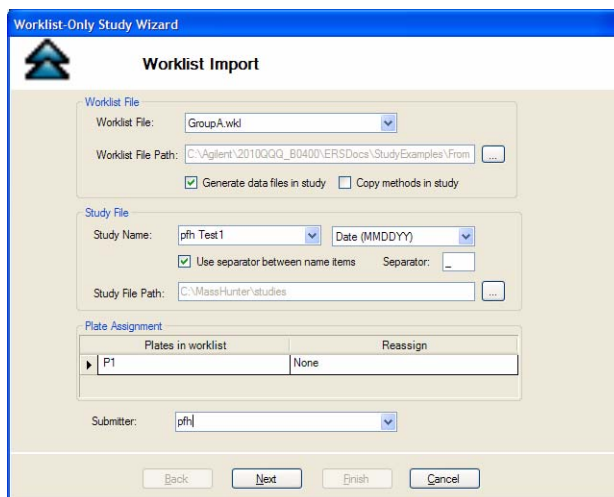 Worklist-Only Study Wizard
Worklist Import
Worklist File
Worklist File: GroupA.wkl
Worklist File Path: C:\Agilent\2010QQQ_B0400\ERSDocs\StudyExamples\From ...
Generate data files in study Copy methods in study
Study File
Study Name: pfh Test1 Date (MMDDYY)
Use separator between name items Separator: _
Study File Path: C:\MassHunter\studies ...
Plate Assignment
Plates in worklist Reassign
P1 None
Submitter: pfh
Back Next Finish Cancel